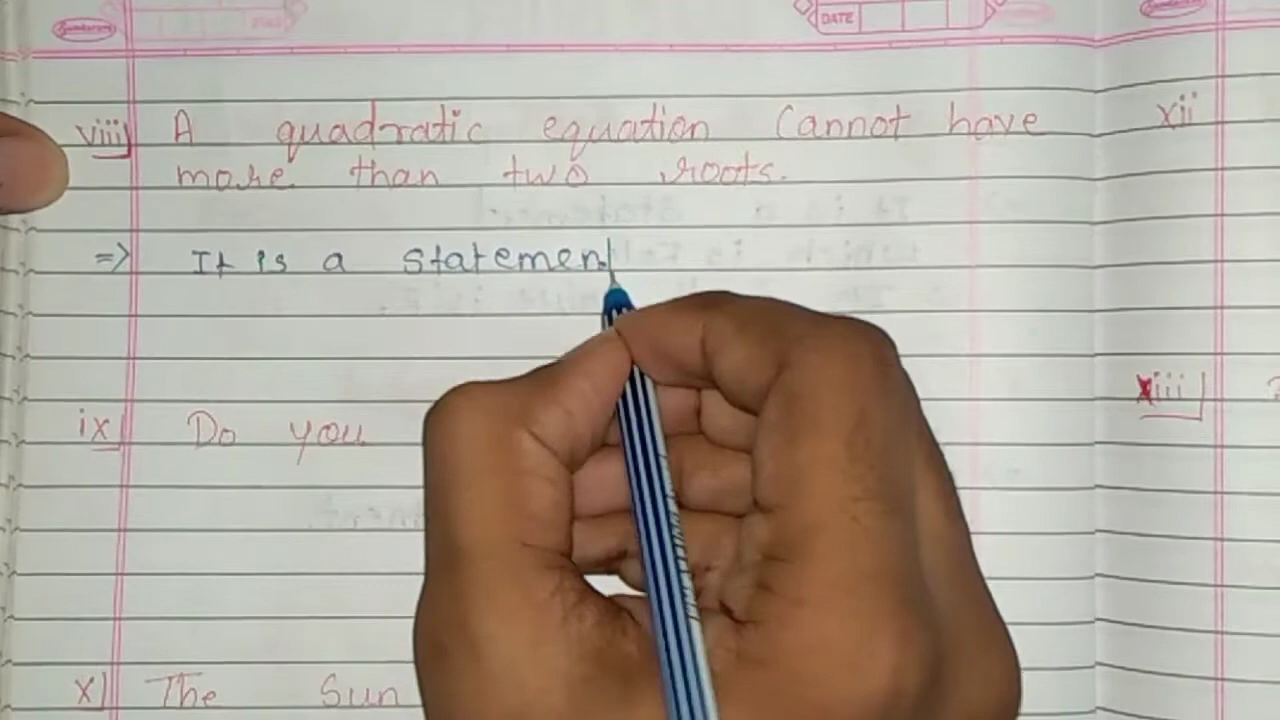 DATE
viii) A quadratic equation cannot have
more than two roots.
=> It is a statement
ix) Do you
x) The Sun
xii
xiii)